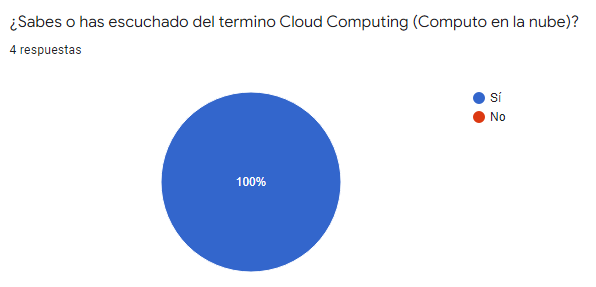 ¿Sabes o has escuchado del termino Cloud Computing (Computo en la nube)?
4 respuestas
Sí
No
100%